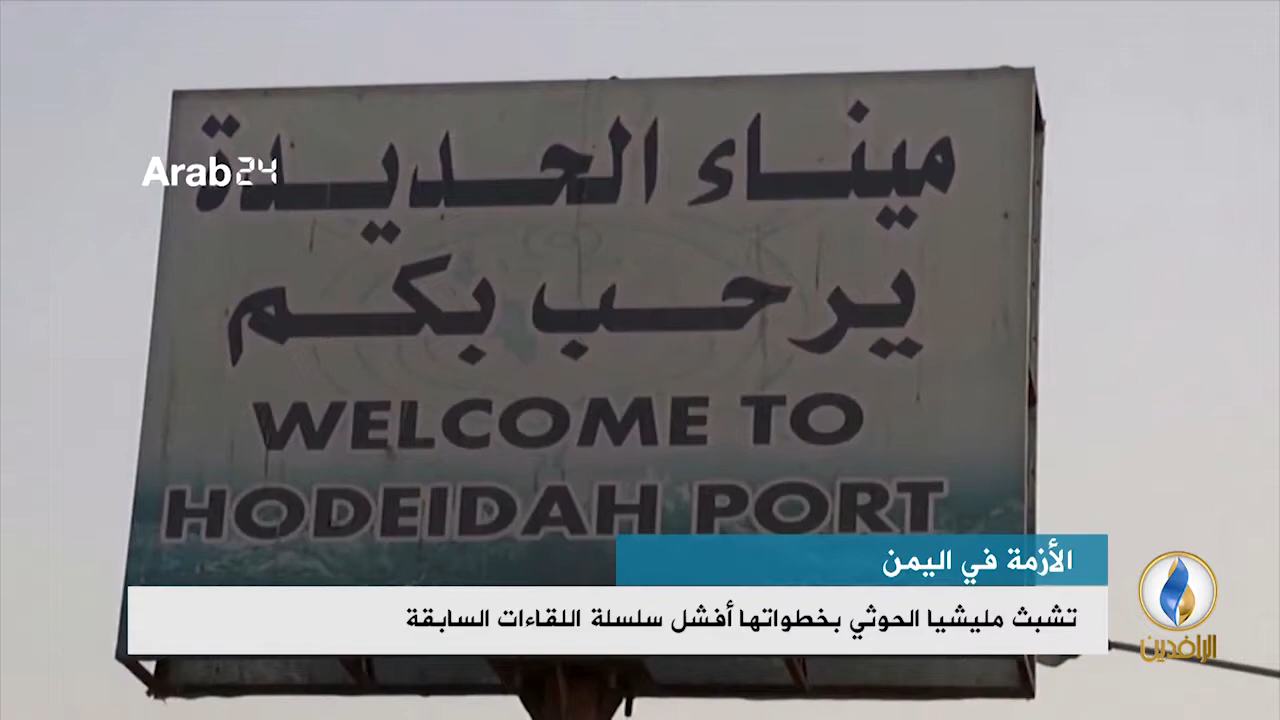 ميناء الحديدة
Arab24
يرحب بكم
WELCOME TO
HODEIDAH PORT
الأزمة في اليمن
تشبث مليشيا الحوثي بخطواتها أفشل سلسلة اللقاءات السابقة
الرافدين